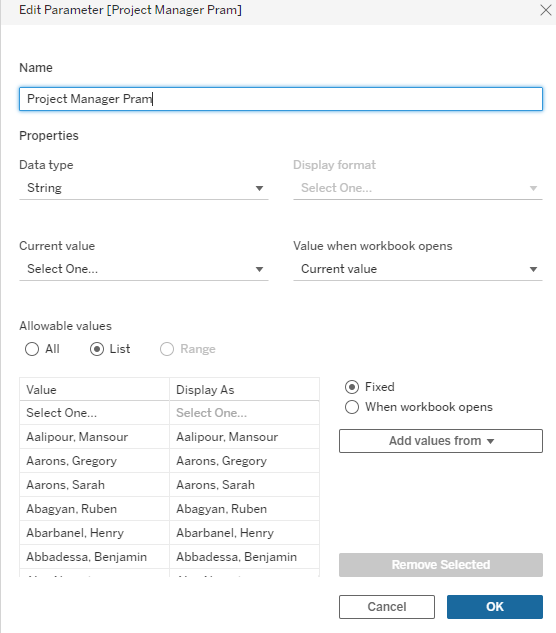 Edit Parameter [Project Manager Pram]
Name
Project Manager Pram
Properties
Data type Display format
String Select One...
Current value Value when workbook opens
Select One... Current value
Allowable values
All List Range
Value Display As
Select One... Select One...
Aalipour, Mansour Aalipour, Mansour
Aarons, Gregory Aarons, Gregory
Aarons, Sarah Aarons, Sarah
Abagyan, Ruben Abagyan, Ruben
Abarbanel, Henry Abarbanel, Henry
Abbadessa, Benjamin Abbadessa, Benjamin
Fixed
When workbook opens
Add values from
Remove Selected
Cancel OK